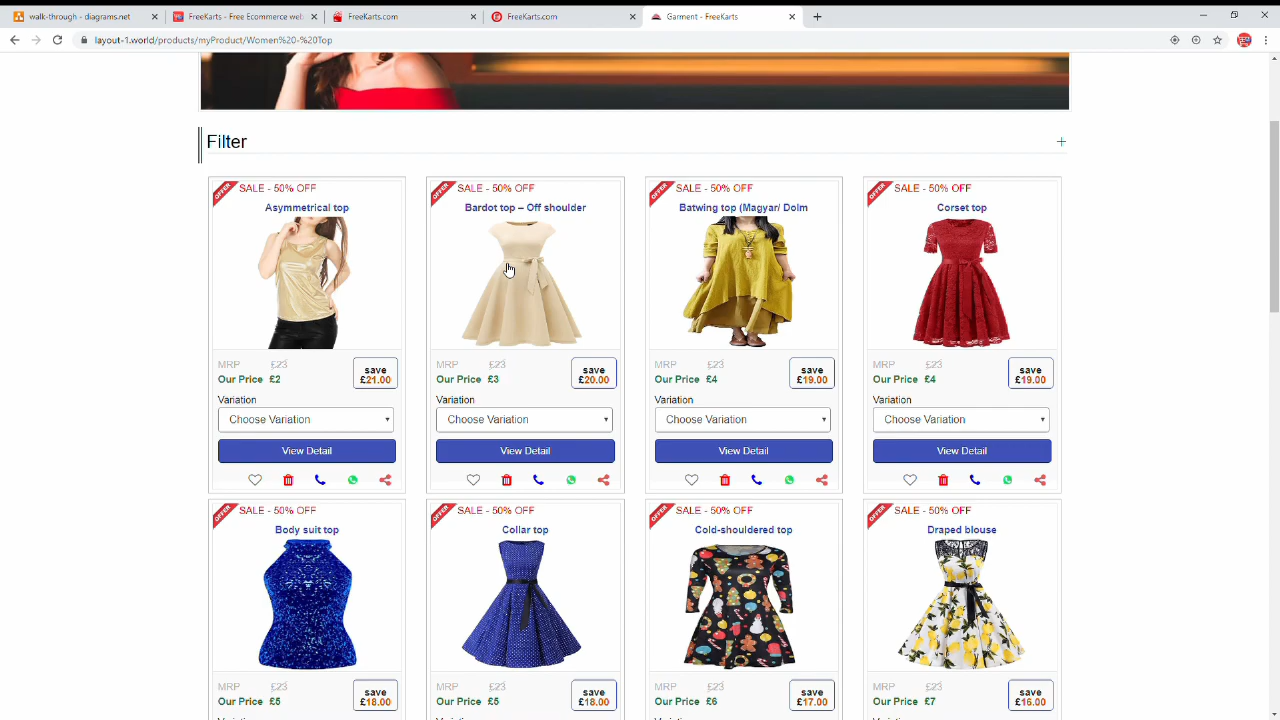 walk-through - diagrams.net
FreeKarts - Free Ecommerce web
FreeKarts.com
FreeKarts.com
Garment - FreeKarts
layout-1.world/products/myProduct/Women%20-%20Top
Filter
+
OFFER SALE - 50% OFF
Asymmetrical top
MRP £23
Our Price £2
save
£21.00
Variation
Choose Variation
View Detail
OFFER SALE - 50% OFF
Bardot top – Off shoulder
MRP £23
Our Price £3
save
£20.00
Variation
Choose Variation
View Detail
OFFER SALE - 50% OFF
Batwing top (Magyar/ Dolm
MRP £23
Our Price £4
save
£19.00
Variation
Choose Variation
View Detail
OFFER SALE - 50% OFF
Corset top
MRP £23
Our Price £4
save
£19.00
Variation
Choose Variation
View Detail
OFFER SALE - 50% OFF
Body suit top
MRP £23
Our Price £5
save
£18.00
OFFER SALE - 50% OFF
Collar top
MRP £23
Our Price £5
save
£18.00
OFFER SALE - 50% OFF
Cold-shouldered top
MRP £23
Our Price £6
save
£17.00
OFFER SALE - 50% OFF
Draped blouse
MRP £23
Our Price £7
save
£16.00